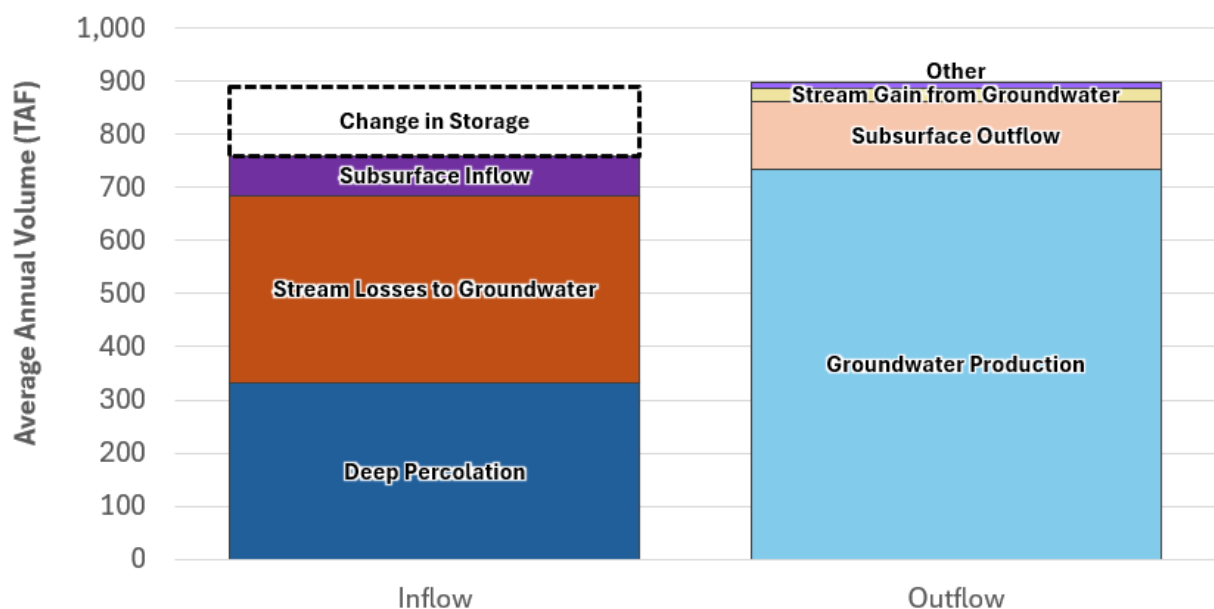 Average Annual Volume (TAF)
1,000
900
800
700
600
500
400
300
200
100
0
Change in Storage
Subsurface Inflow
Stream Losses to Groundwater
Deep Percolation
Other
Stream Gain from Groundwater
Subsurface Outflow
Groundwater Production
Inflow
Outflow